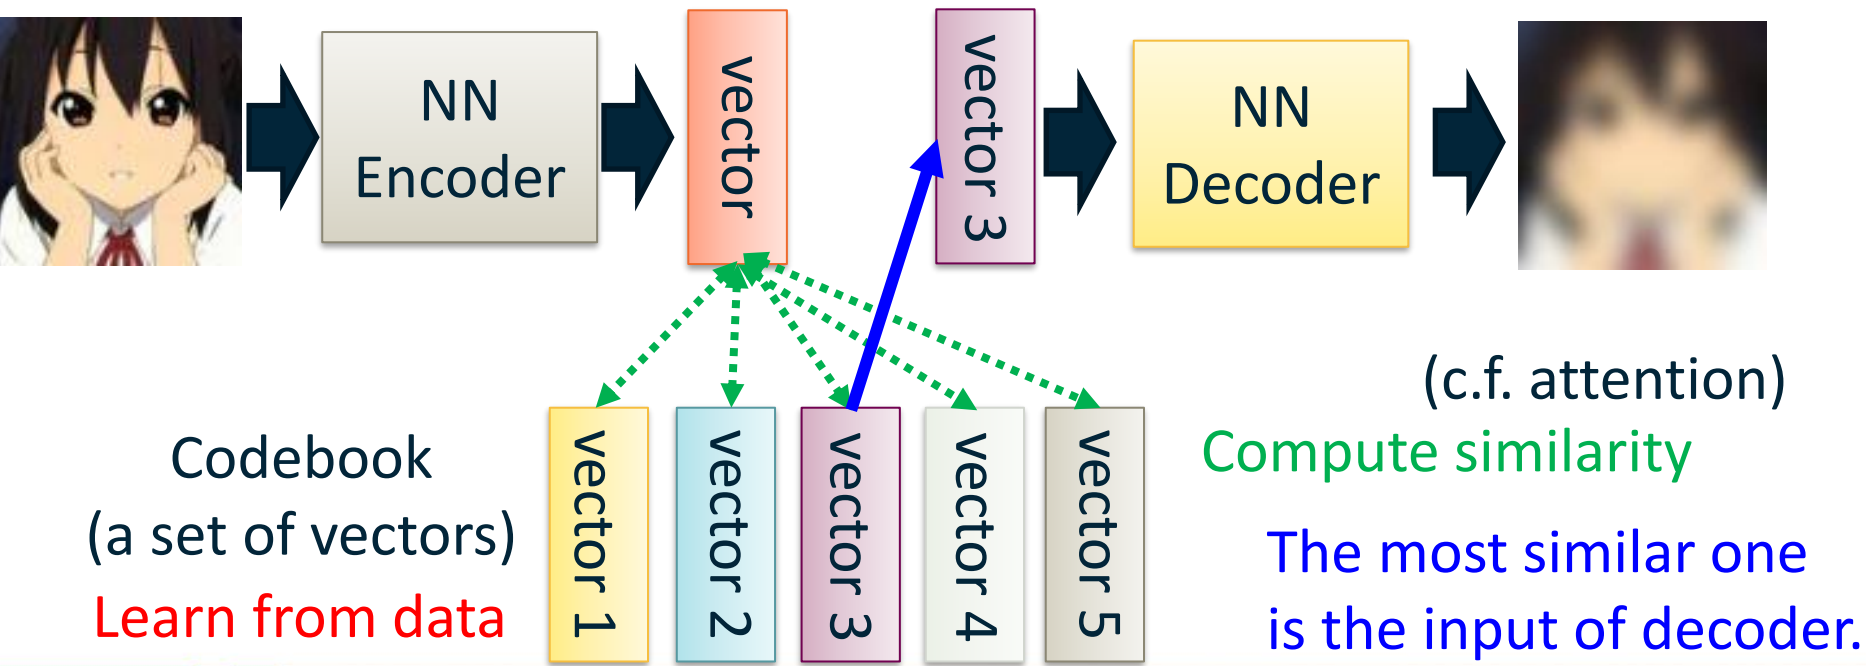 NN
Encoder
vector
vector 3
NN
Decoder
(c.f. attention)
Codebook
(a set of vectors)
Learn from data
vector 1
vector 2
vector 3
vector 4
vector 5
Compute similarity
The most similar one
is the input of decoder.